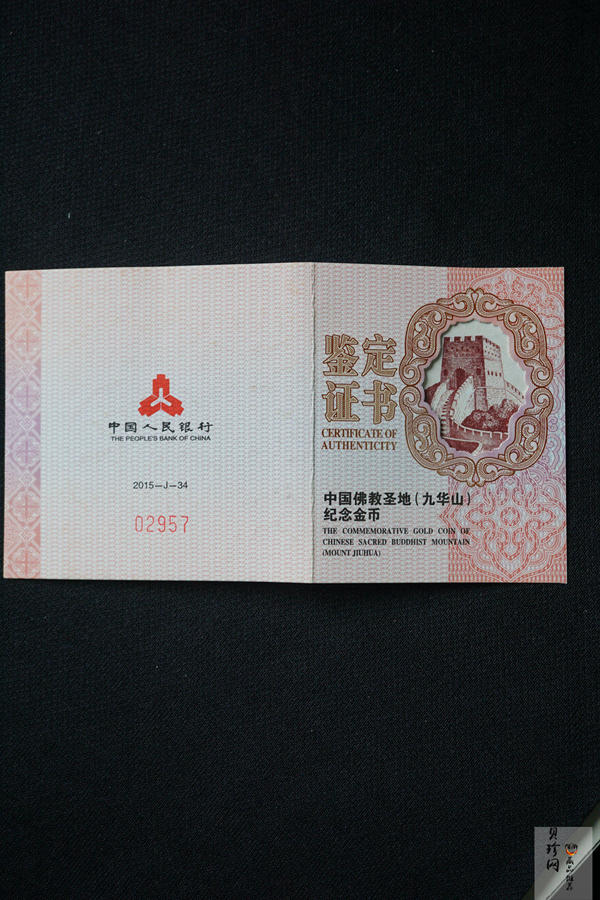 中国人民银行
THE PEOPLE'S BANK OF CHINA
2015-J-34
02957
鉴定
证书
CERTIFICATE OF
AUTHENTICITY
中国佛教圣地(九华山)
纪念金币
THE COMMEMORATIVE GOLD COIN OF
CHINESE SACRED BUDDHIST MOUNTAIN
(MOUNT JIUHUA)
贝珍网